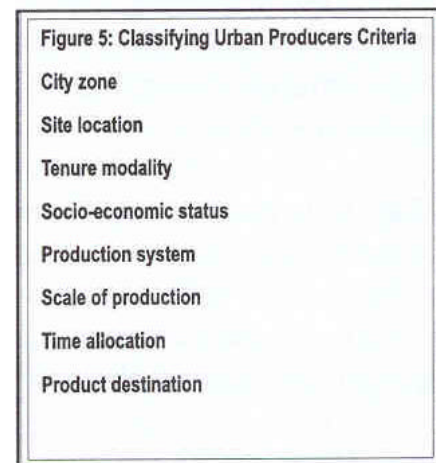 Figure 5: Classifying Urban Producers Criteria
City zone
Site location
Tenure modality
Socio-economic status
Production system
Scale of production
Time allocation
Product destination